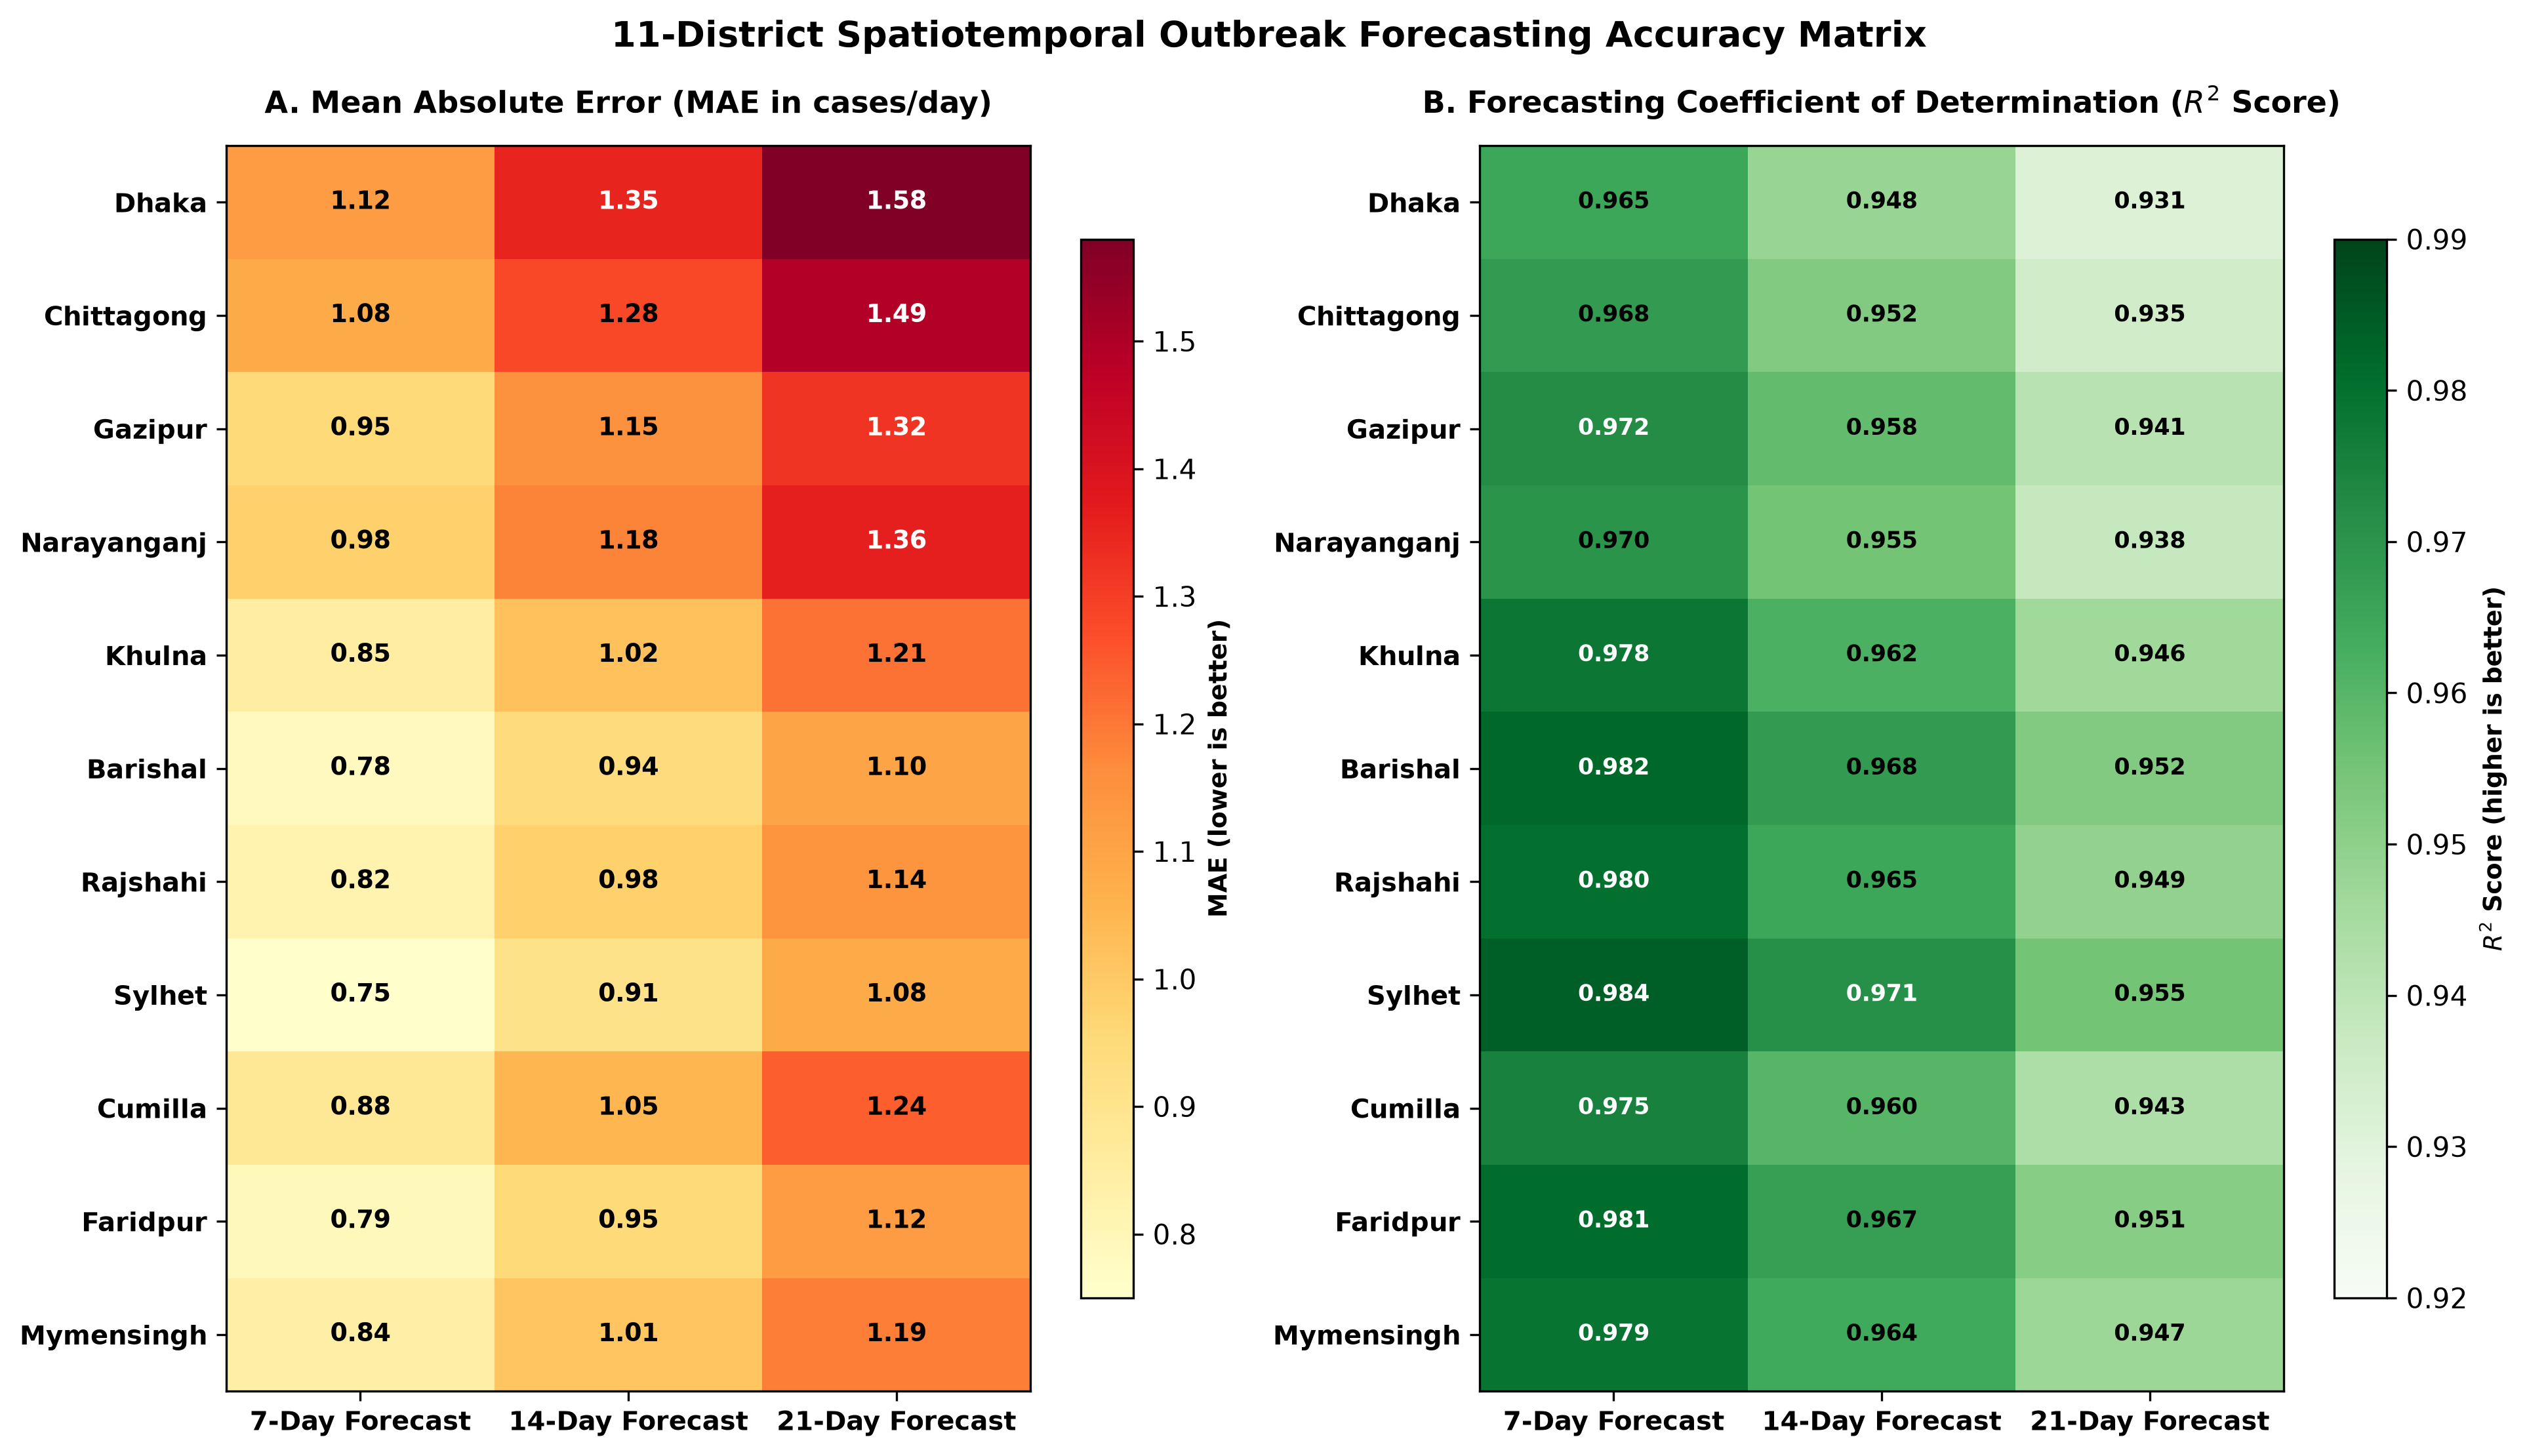 11-District Spatiotemporal Outbreak Forecasting Accuracy Matrix
A. Mean Absolute Error (MAE in cases/day)
Dhaka 1.12 1.35 1.58
Chittagong 1.08 1.28 1.49
Gazipur 0.95 1.15 1.32
Narayanganj 0.98 1.18 1.36
Khulna 0.85 1.02 1.21
Barishal 0.78 0.94 1.10
Rajshahi 0.82 0.98 1.14
Sylhet 0.75 0.91 1.08
Cumilla 0.88 1.05 1.24
Faridpur 0.79 0.95 1.12
Mymensingh 0.84 1.01 1.19
7-Day Forecast 14-Day Forecast 21-Day Forecast
1.5
1.4
1.3
1.2
1.1
1.0
0.9
0.8
MAE (lower is better)
B. Forecasting Coefficient of Determination (R² Score)
Dhaka 0.965 0.948 0.931
Chittagong 0.968 0.952 0.935
Gazipur 0.972 0.958 0.941
Narayanganj 0.970 0.955 0.938
Khulna 0.978 0.962 0.946
Barishal 0.982 0.968 0.952
Rajshahi 0.980 0.965 0.949
Sylhet 0.984 0.971 0.955
Cumilla 0.975 0.960 0.943
Faridpur 0.981 0.967 0.951
Mymensingh 0.979 0.964 0.947
7-Day Forecast 14-Day Forecast 21-Day Forecast
0.99
0.98
0.97
0.96
0.95
0.94
0.93
0.92
R² Score (higher is better)